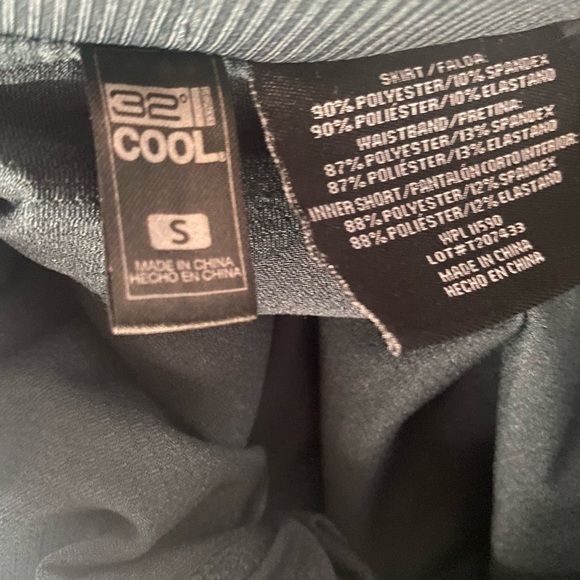 32°
COOL.
S
MADE IN CHINA
HECHO EN CHINA
SKIRT/FALDA:
90% POLYESTER/10% SPANDEX
90% POLIÉSTER/10% ELASTANO
WAISTBAND/PRETINA:
87% POLYESTER/13% SPANDEX
87% POLIÉSTER/13% ELASTANO
INNER SHORT/PANTALÓN CORTO INTERIOR:
88% POLYESTER/12% SPANDEX
88% POLIÉSTER/12% ELASTANO
WPL 11590
LOT#T207433
MADE IN CHINA
HECHO EN CHINA